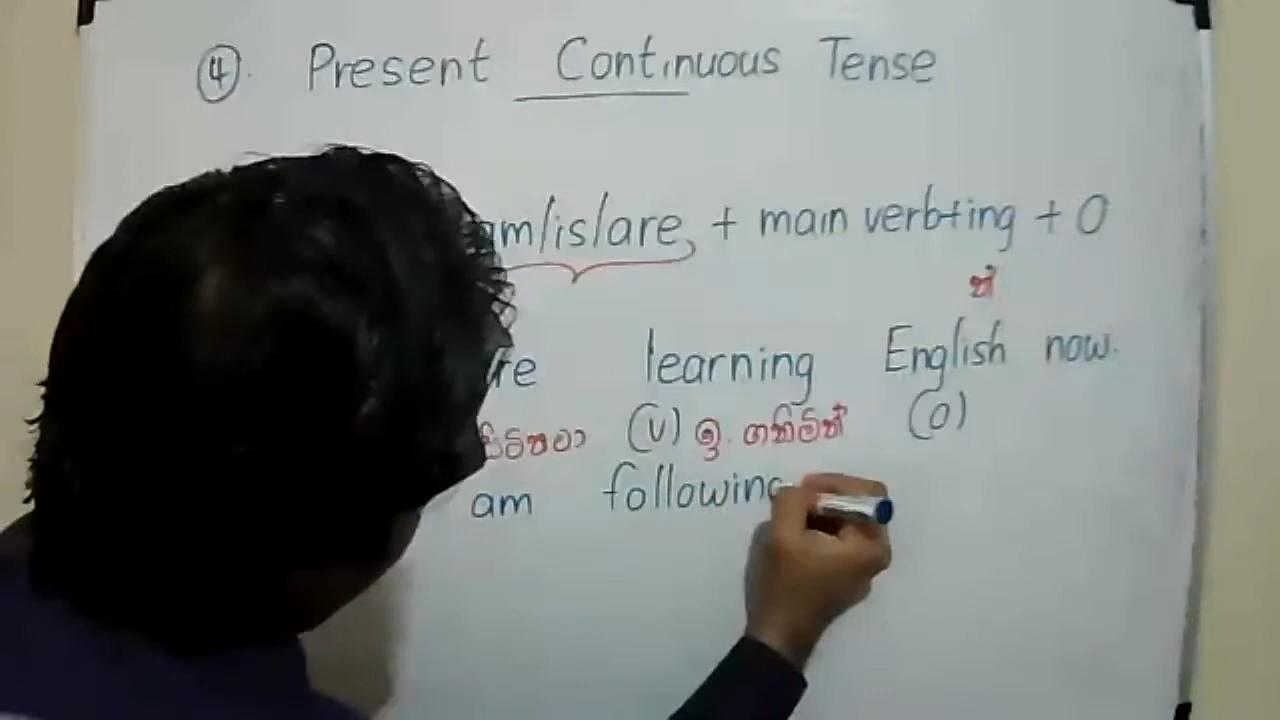 ④. Present Continuous Tense
am/is/are + main verb+ing + O
ත්
are learning English now.
සිටිනවා (V) ඉ. ගනිමින් (O)
am following